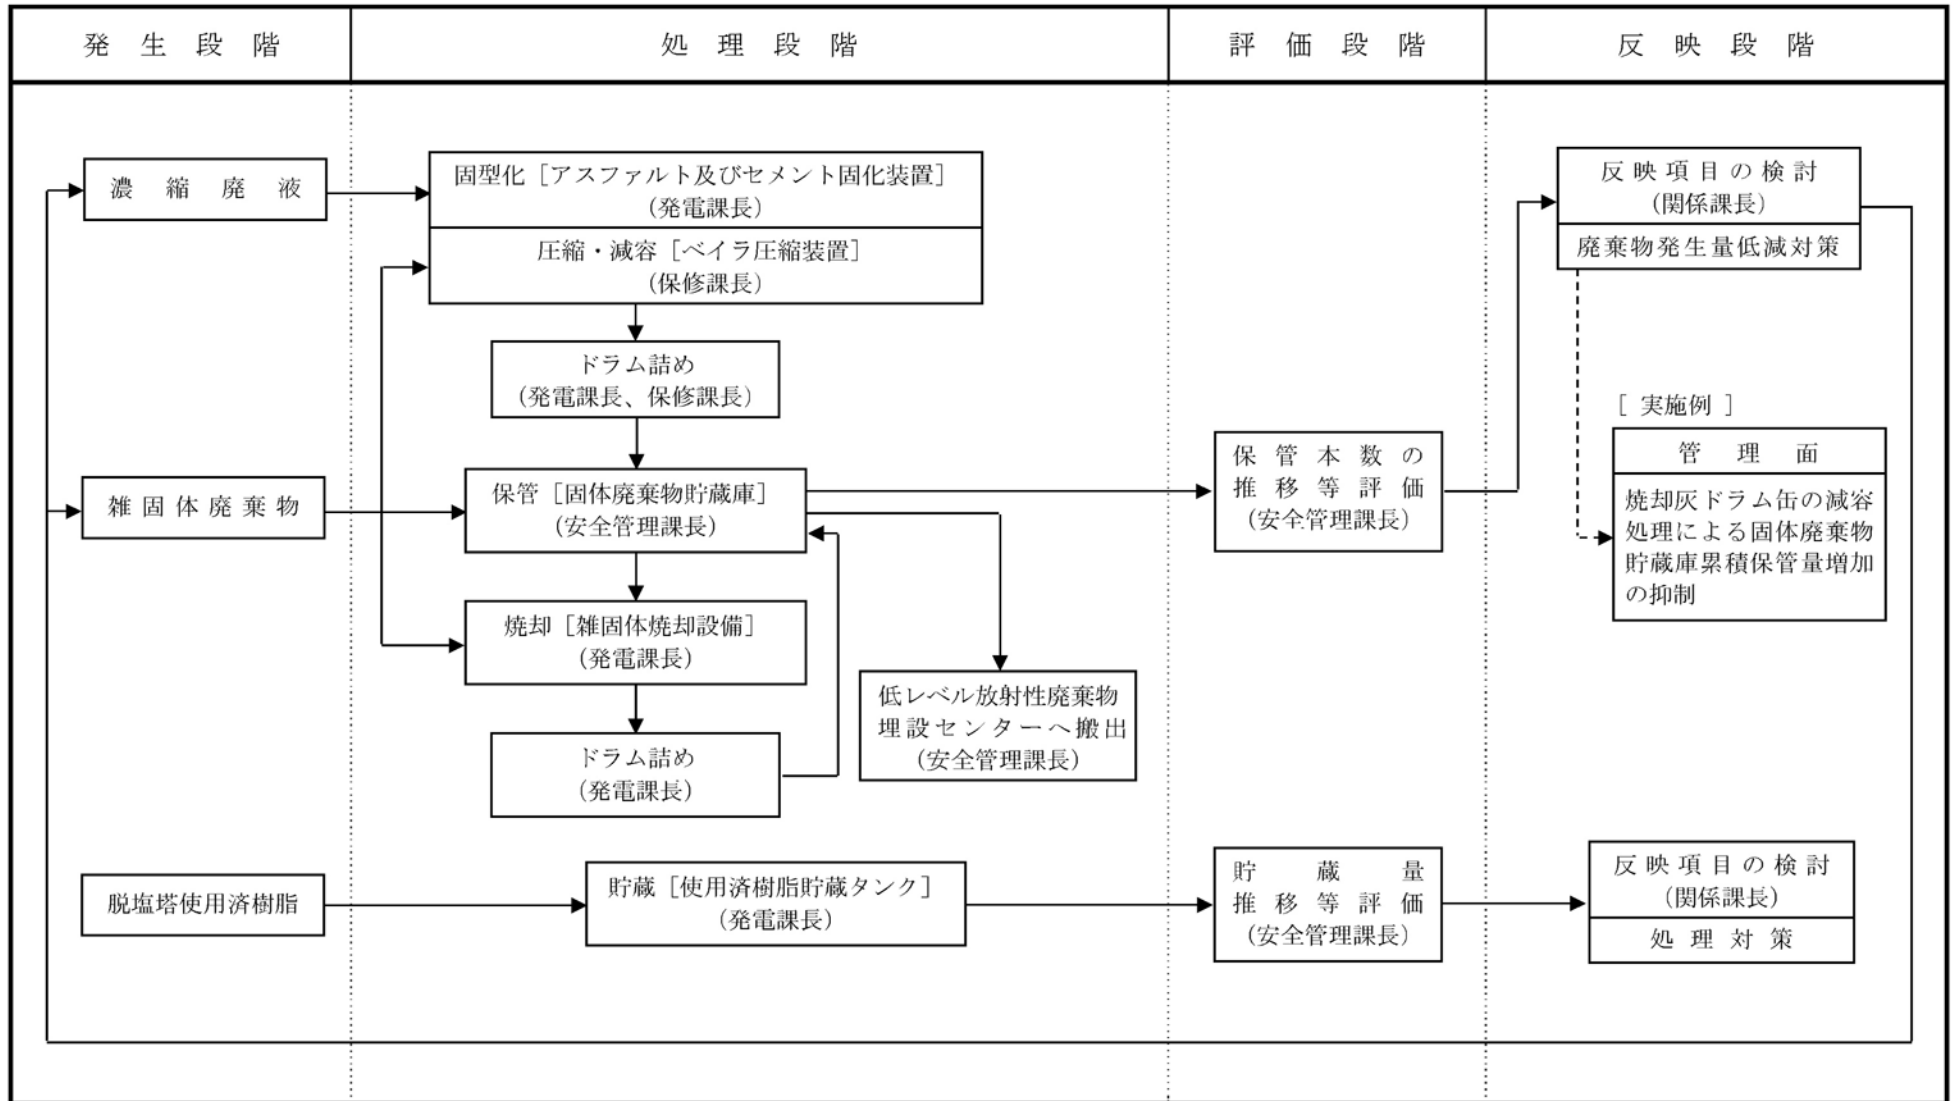 発生段階
処理段階
評価段階
反映段階
濃縮廃液
固型化［アスファルト及びセメント固化装置］
（発電課長）
圧縮・減容［ベイラ圧縮装置］
（保修課長）
ドラム詰め
（発電課長、保修課長）
雑固体廃棄物
保管［固体廃棄物貯蔵庫］
（安全管理課長）
焼却［雑固体焼却設備］
（発電課長）
ドラム詰め
（発電課長）
低レベル放射性廃棄物
埋設センターへ搬出
（安全管理課長）
保管本数の
推移等評価
（安全管理課長）
反映項目の検討
（関係課長）
廃棄物発生量低減対策
［ 実施例 ］
管理面
焼却灰ドラム缶の減容
処理による固体廃棄物
貯蔵庫累積保管量増加
の抑制
脱塩塔使用済樹脂
貯蔵［使用済樹脂貯蔵タンク］
（発電課長）
貯蔵量
推移等評価
（安全管理課長）
反映項目の検討
（関係課長）
処理対策